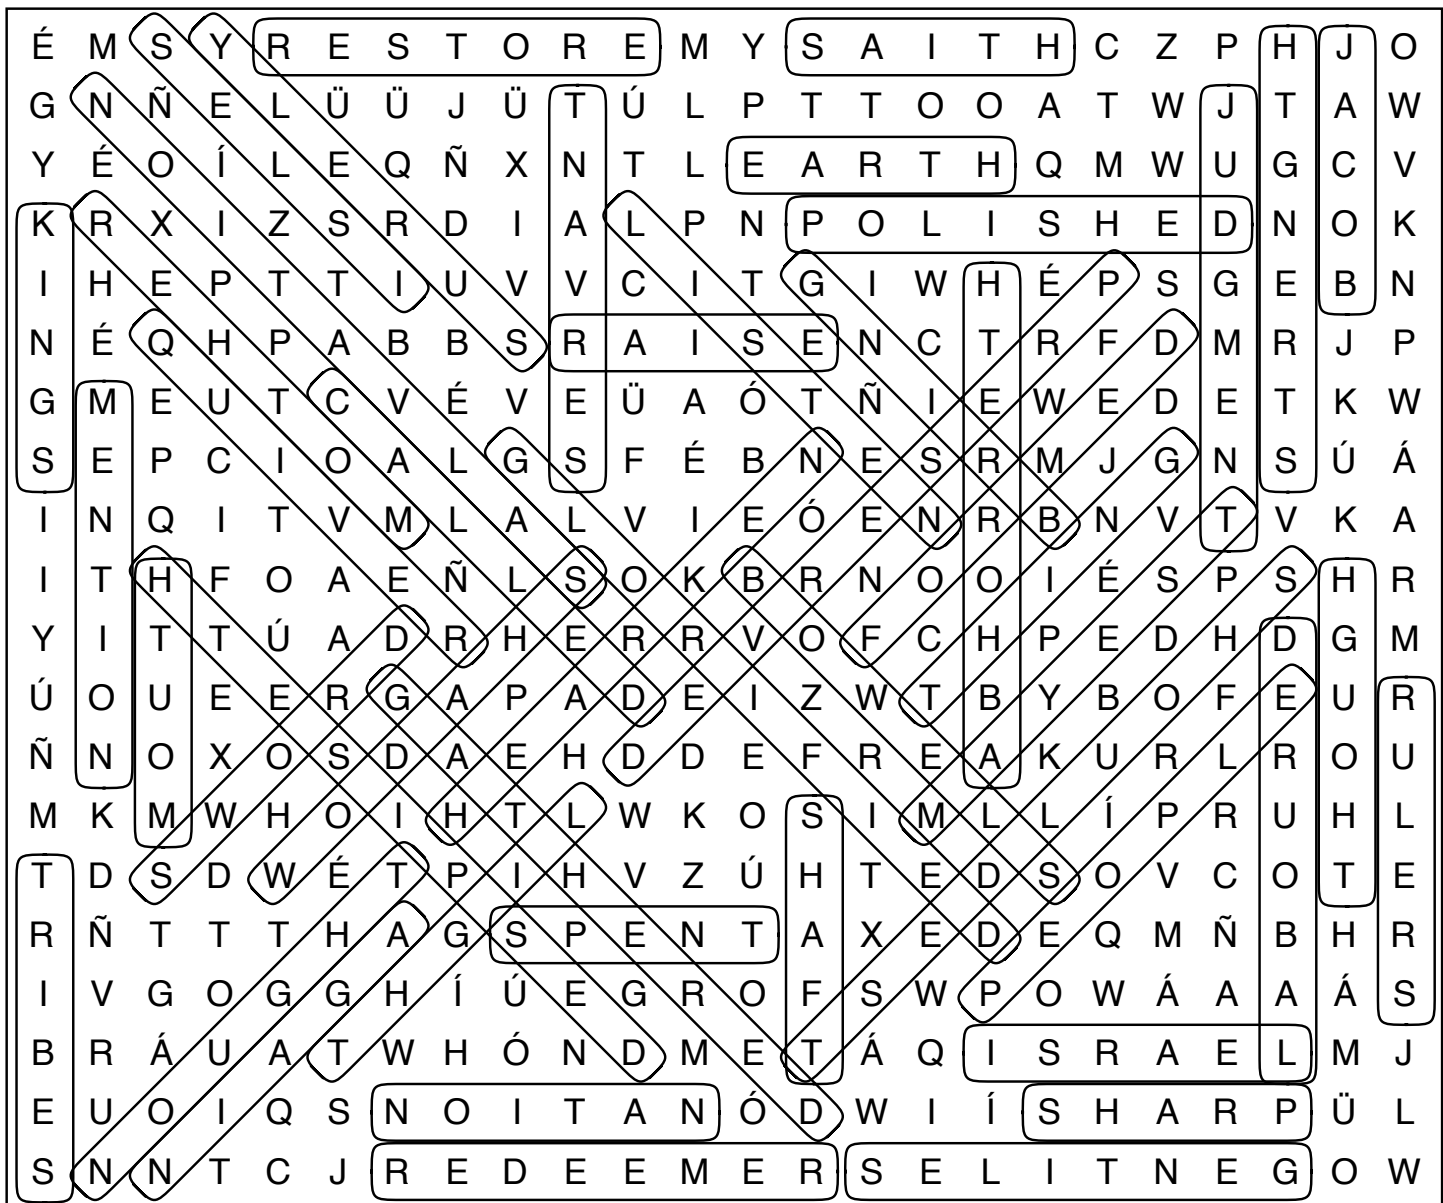 É M S Y R E S T O R E M Y S A I T H C Z P H J O
G N Ñ E L Ü Ü J Ü T Ú L P T T O O A T W J T A W
Y É O Í L E Q Ñ X N T L E A R T H Q M W U G C V
K R X I Z S R D I A L P N P O L I S H E D N O K
I H E P T T I U V V C I T G I W H É P S G E B N
N É Q H P A B B S R A I S E N C T R F D M R J P
G M E U T C V É V E Ü A Ó T Ñ I E W E D E T K W
S E P C I O A L G S F É B N E S R M J G N S Ú Á
I N Q I T V M L A L V I E Ó E N R B N V T V K A
I T H F O A E Ñ L S O K B R N O O I É S P S H R
Y I T T Ú A D R H E R R V O F C H P E D H D G M
Ú O U E E R G A P A D E I Z W T B Y B O F E U R
Ñ N O X O S D A E H D D E F R E A K U R L R O U
M K M W H O I H T L W K O S I M L L Í P R U H L
T D S D W É T P I H V Z Ú H T E D S O V C O T E
R Ñ T T T H A G S P E N T A X E D E Q M Ñ B H R
I V G O G G H Í Ú E G R O F S W P O W Á A A Á S
B R Á U A T W H Ó N D M E T Á Q I S R A E L M J
E U O I Q S N O I T A N Ó D W I Í S H A R P Ü L
S N N T C J R E D E E M E R S E L I T N E G O W